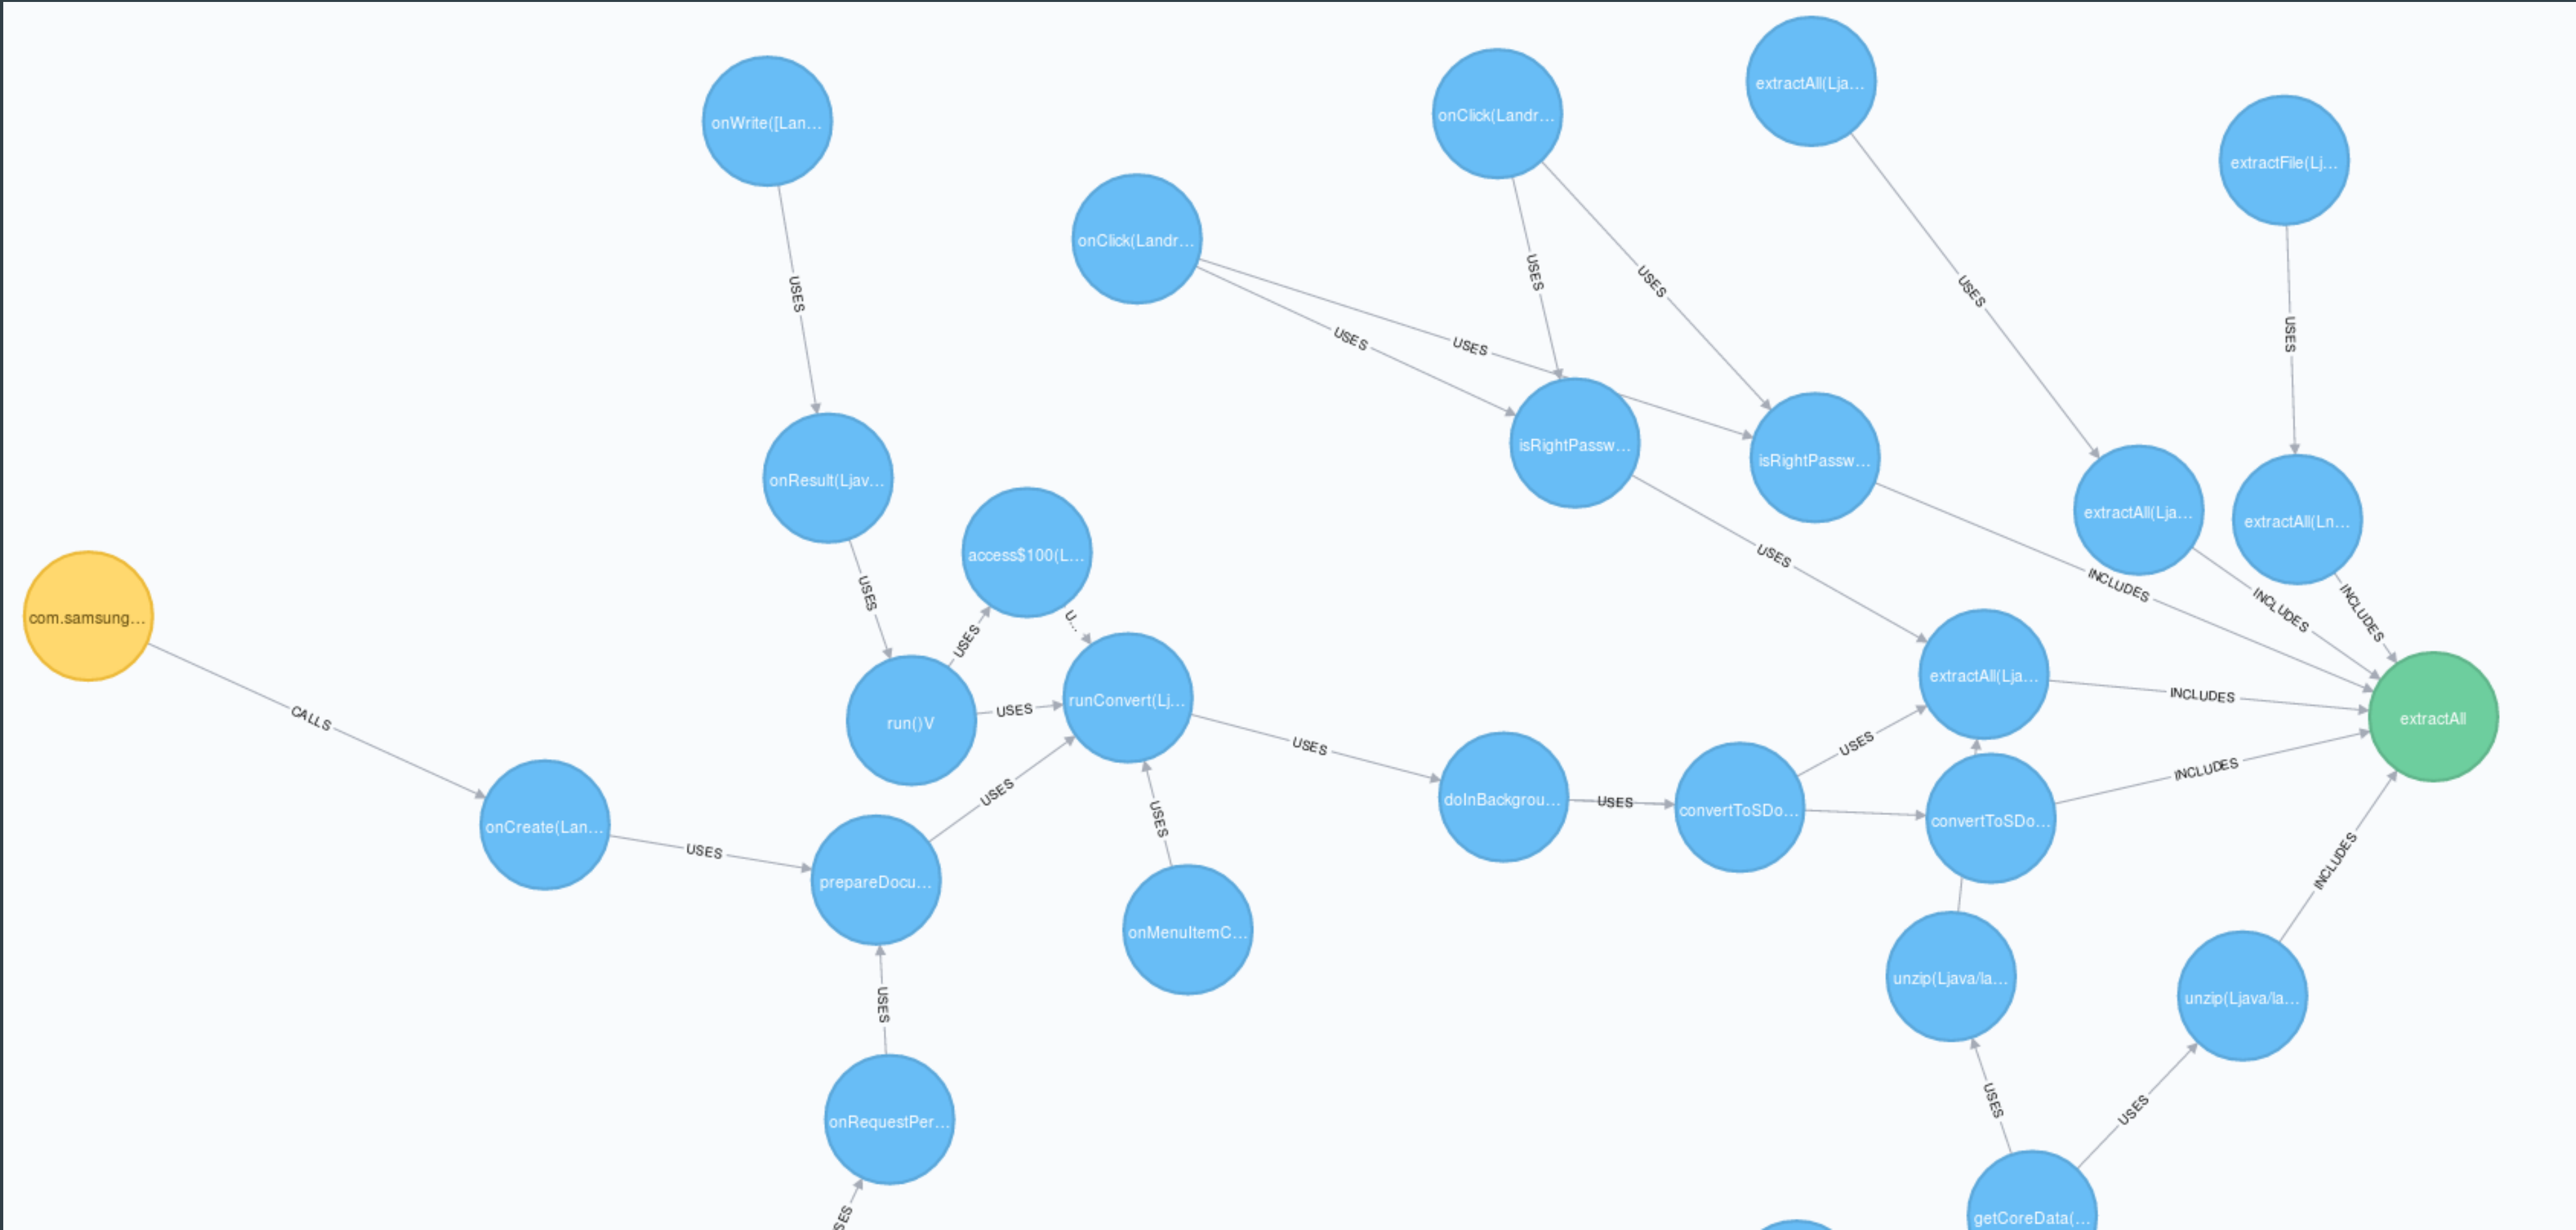 extractAll(Lja...
onClick(Landr...
onWrite([Lan...
extractFile(Lj...
onClick(Landr...
USES
USES
USES
USES
USES
USES
USES
isRightPassw...
isRightPassw...
onResult(Ljav...
extractAll(Lja...
extractAll(Ln...
access$100(L...
USES
INCLUDES
USES
INCLUDES
INCLUDES
com.samsung...
U...
USES
extractAll(Lja...
runConvert(Lj...
INCLUDES
CALLS
run()V
USES
extractAll
USES
USES
INCLUDES
USES
doInBackgrou...
USES
convertToSDo...
convertToSDo...
USES
onCreate(Lan...
USES
prepareDocu...
INCLUDES
onMenuItemC...
unzip(Ljava/la...
unzip(Ljava/la...
USES
USES
USES
onRequestPer...
SES
getCoreData(...